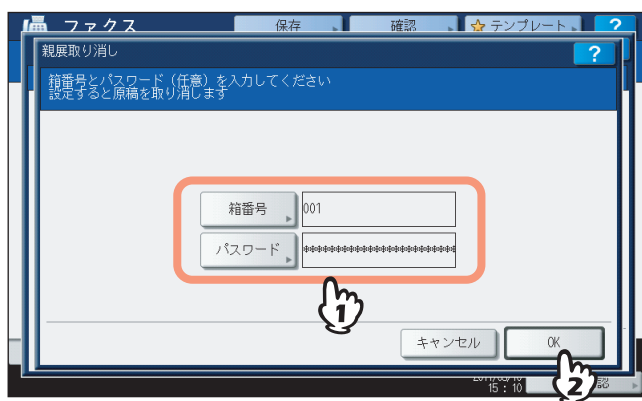 ファクス 保存 確認 テンプレート ?
親展取り消し ?
箱番号とパスワード（任意）を入力してください
設定すると原稿を取り消します
箱番号 001
パスワード ************************
1
キャンセル OK
15:10
2 認